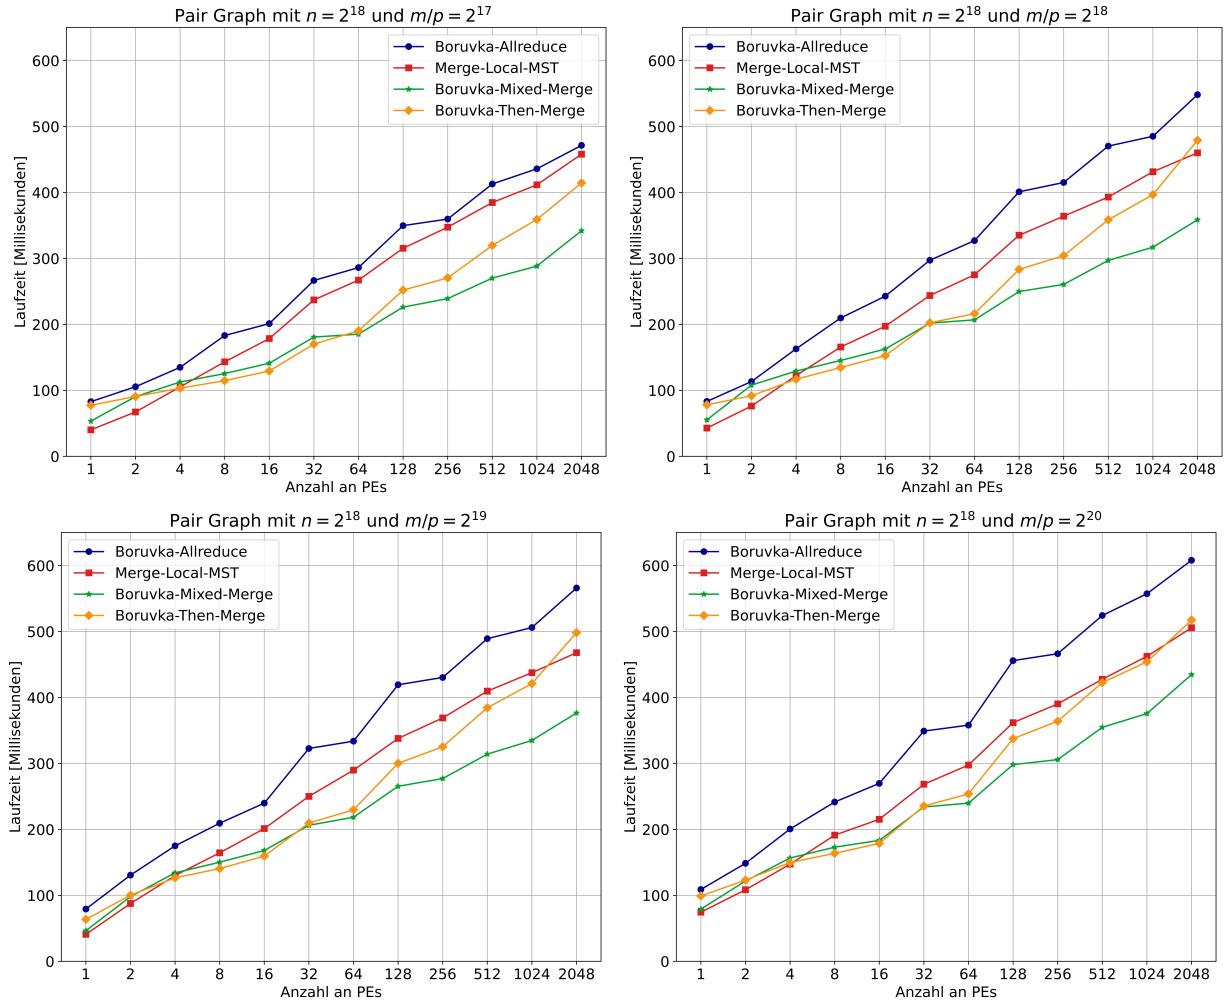 Pair Graph mit n = 2^18 und m/p = 2^17
Boruvka-Allreduce
Merge-Local-MST
Boruvka-Mixed-Merge
Boruvka-Then-Merge
Laufzeit [Millisekunden]
600
500
400
300
200
100
0
1 2 4 8 16 32 64 128 256 512 1024 2048
Anzahl an PEs
Pair Graph mit n = 2^18 und m/p = 2^18
Boruvka-Allreduce
Merge-Local-MST
Boruvka-Mixed-Merge
Boruvka-Then-Merge
Laufzeit [Millisekunden]
600
500
400
300
200
100
0
1 2 4 8 16 32 64 128 256 512 1024 2048
Anzahl an PEs
Pair Graph mit n = 2^18 und m/p = 2^19
Boruvka-Allreduce
Merge-Local-MST
Boruvka-Mixed-Merge
Boruvka-Then-Merge
Laufzeit [Millisekunden]
600
500
400
300
200
100
0
1 2 4 8 16 32 64 128 256 512 1024 2048
Anzahl an PEs
Pair Graph mit n = 2^18 und m/p = 2^20
Boruvka-Allreduce
Merge-Local-MST
Boruvka-Mixed-Merge
Boruvka-Then-Merge
Laufzeit [Millisekunden]
600
500
400
300
200
100
0
1 2 4 8 16 32 64 128 256 512 1024 2048
Anzahl an PEs